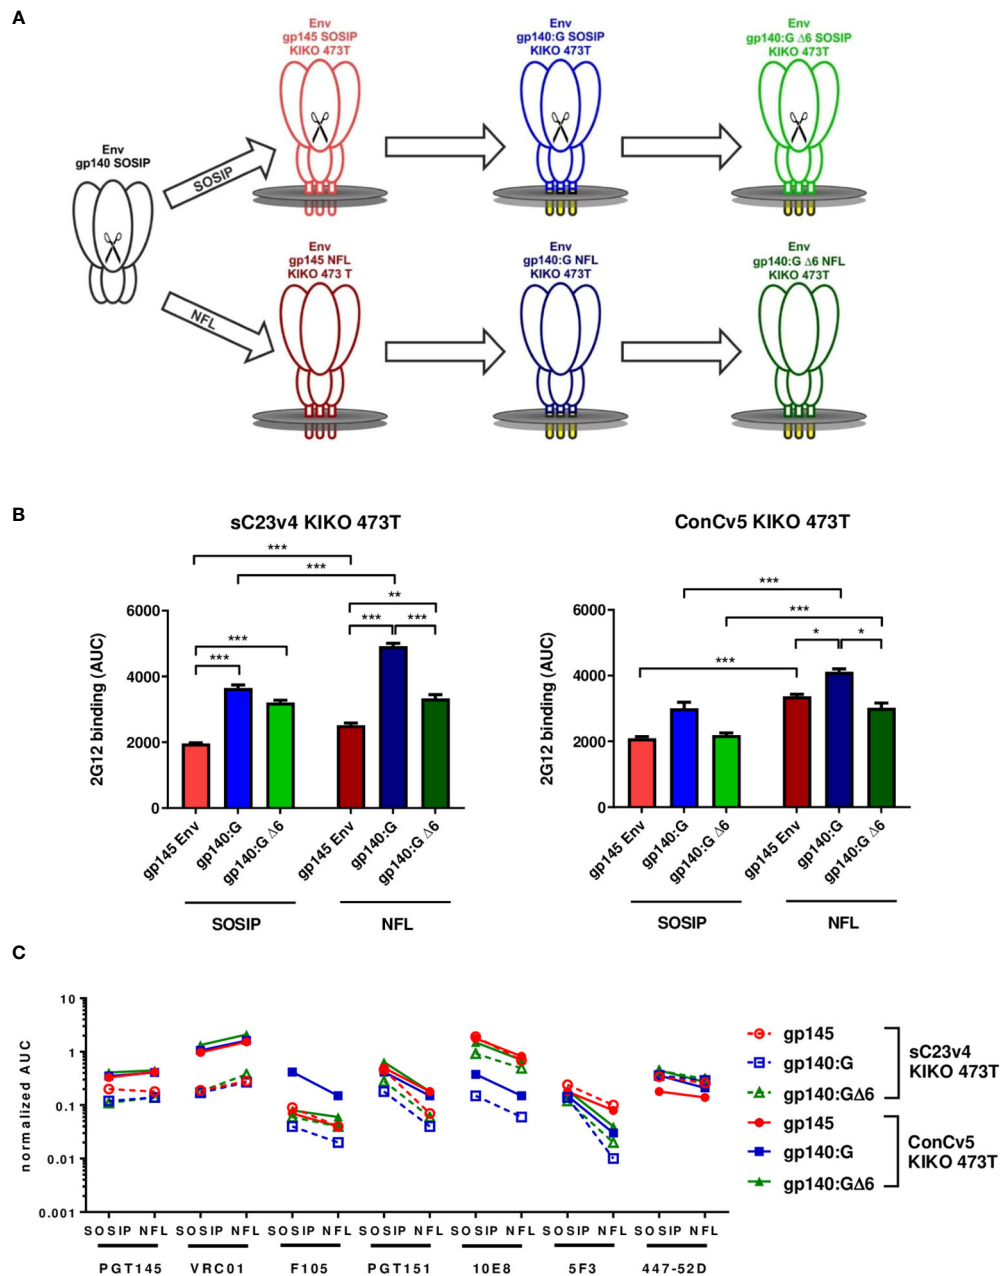 A
Env
gp145 SOSIP
KIKO 473T
Env
gp140:G SOSIP
KIKO 473T
Env
gp140:G Δ6 SOSIP
KIKO 473T
Env
gp140 SOSIP
SOSIP
NFL
Env
gp145 NFL
KIKO 473 T
Env
gp140:G NFL
KIKO 473T
Env
gp140:G Δ6 NFL
KIKO 473T
B
sC23v4 KIKO 473T
2G12 binding (AUC)
6000
4000
2000
0
***
***
**
***
***
***
***
gp145 Env
gp140:G
gp140:G Δ6
gp145 Env
gp140:G
gp140:G Δ6
SOSIP
NFL
ConCv5 KIKO 473T
2G12 binding (AUC)
6000
4000
2000
0
***
***
*
*
***
gp145 Env
gp140:G
gp140:G Δ6
gp145 Env
gp140:G
gp140:G Δ6
SOSIP
NFL
C
normalized AUC
10
1
0.1
0.01
0.001
SOSIP NFL
SOSIP NFL
SOSIP NFL
SOSIP NFL
SOSIP NFL
SOSIP NFL
SOSIP NFL
PGT145
VRC01
F105
PGT151
10E8
5F3
447-52D
gp145
gp140:G
gp140:GΔ6
sC23v4
KIKO 473T
gp145
gp140:G
gp140:GΔ6
ConCv5
KIKO 473T